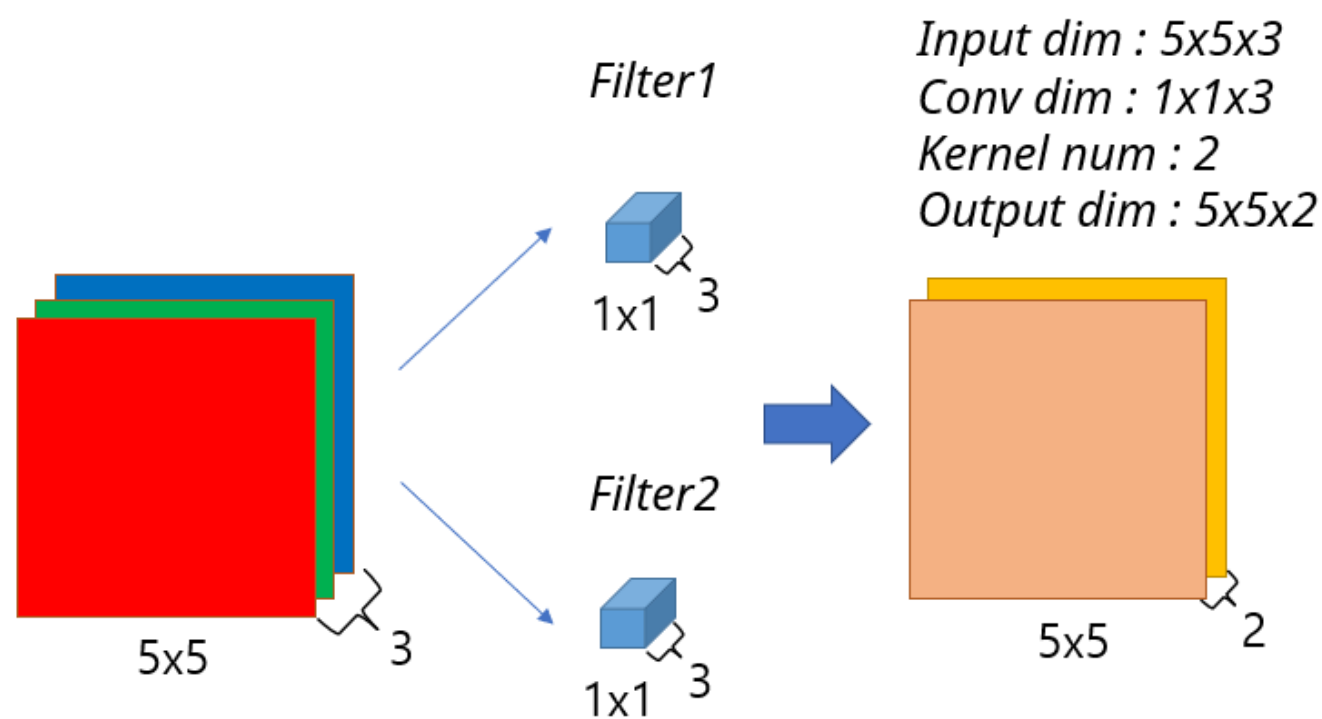 Input dim : 5x5x3
Conv dim : 1x1x3
Kernel num : 2
Output dim : 5x5x2
Filter1
1x1
3
Filter2
1x1
3
5x5
3
5x5
2